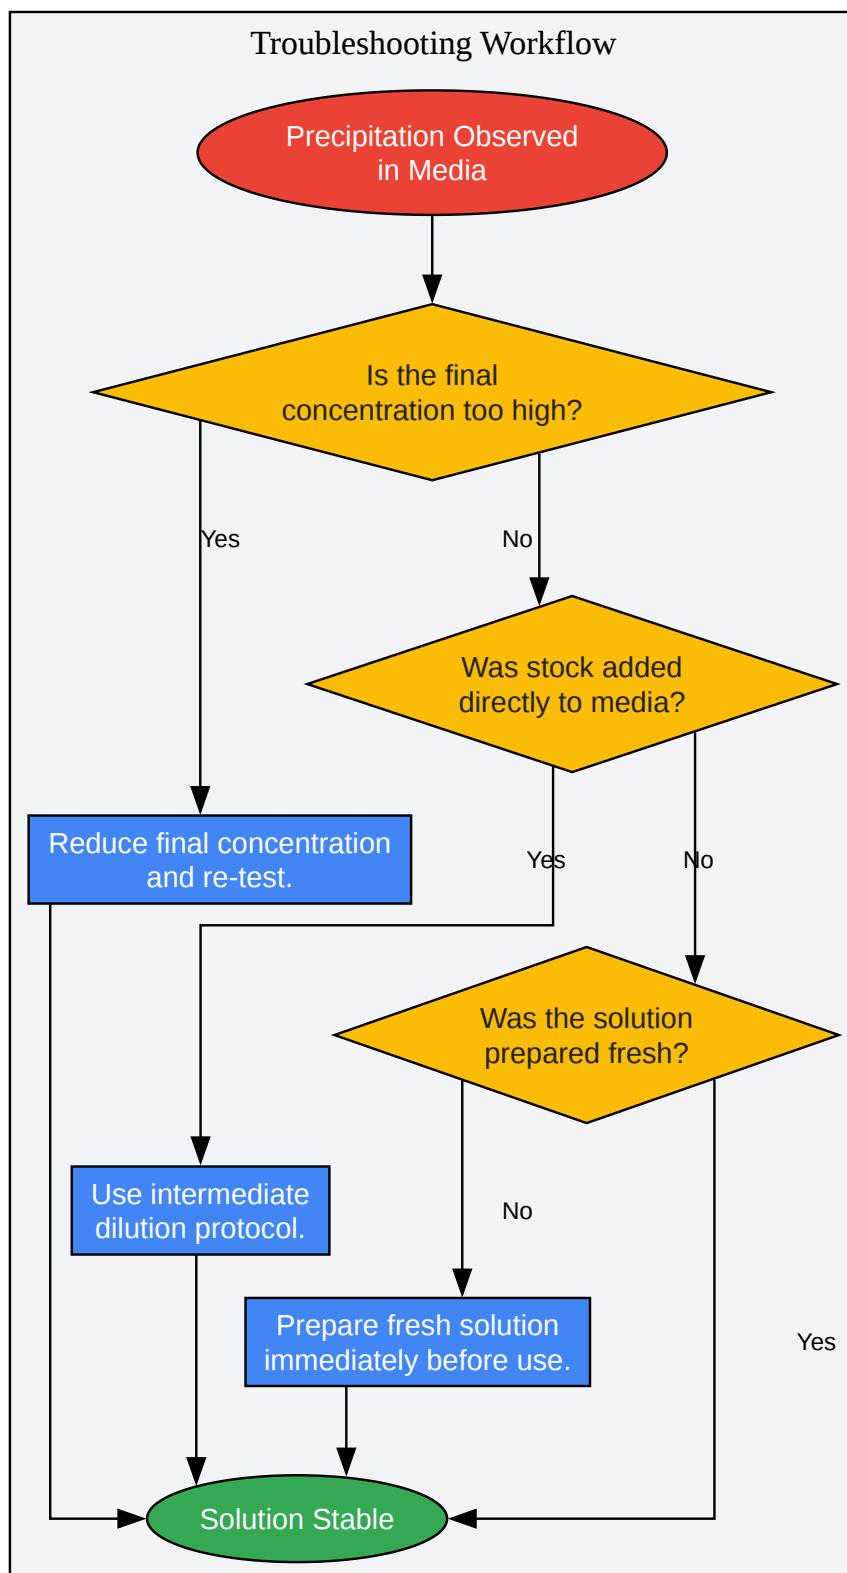 Troubleshooting Workflow
Precipitation Observed
in Media
Is the final
concentration too high?
Yes
No
Was stock added
directly to media?
Reduce final concentration
and re-test.
Yes
No
Was the solution
prepared fresh?
Use intermediate
dilution protocol.
No
Prepare fresh solution
immediately before use.
Yes
Solution Stable